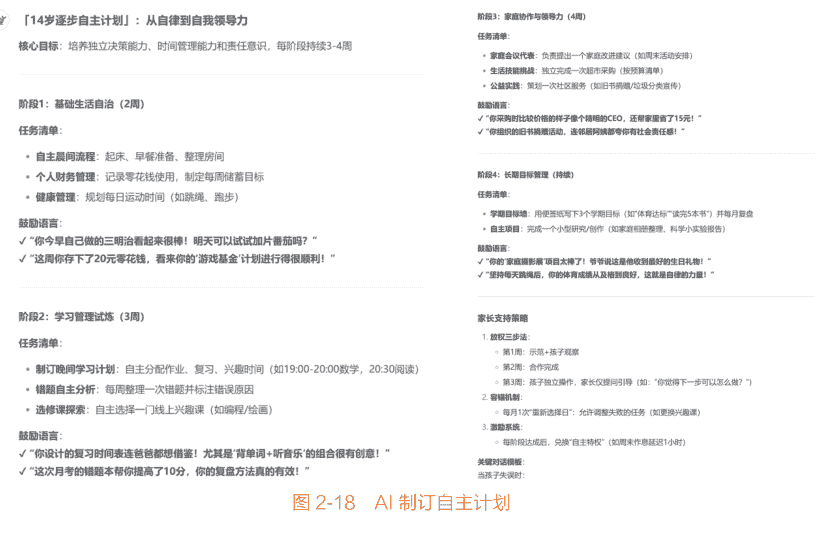 「14岁逐步自主计划」：从自律到自我领导力
核心目标：培养独立决策能力、时间管理能力和责任意识，每阶段持续3-4周
阶段1：基础生活自治（2周）
任务清单：
• 自主晨间流程：起床、早餐准备、整理房间
• 个人财务管理：记录零花钱使用，制定每周储蓄目标
• 健康管理：规划每日运动时间（如跳绳、跑步）
鼓励语言：
✓ “你今早自己做的三明治看起来很棒！明天可以试试加片番茄吗？”
✓ “这周你存下了20元零花钱，看来你的‘游戏基金’计划进行得很顺利！”
阶段2：学习管理试炼（3周）
任务清单：
• 制订晚间学习计划：自主分配作业、复习、兴趣时间（如19:00-20:00数学，20:30阅读）
• 错题自主分析：每周整理一次错题并标注错误原因
• 选修课探索：自主选择一门线上兴趣课（如编程/绘画）
鼓励语言：
✓ “你设计的复习时间表连爸爸都想借鉴！尤其是‘背单词+听音乐’的组合很有创意！”
✓ “这次月考的错题本帮你提高了10分，你的复盘方法真的有效！”
阶段3：家庭协作与领导力（4周）
任务清单：
• 家庭会议代表：负责提出一个家庭改进建议（如周末活动安排）
• 生活技能挑战：独立完成一次超市采购（按预算清单）
• 公益实践：策划一次社区服务（如旧书捐赠/垃圾分类宣传）
鼓励语言：
✓ “你采购时比较价格的样子像个精明的CEO，还帮家里省了15元！”
✓ “你组织的旧书捐赠活动，连邻居阿姨都夸你有社会责任感！”
阶段4：长期目标管理（持续）
任务清单：
• 学期目标墙：用便签纸写下3个学期目标（如“体育达标”“读完5本书”）并每月复盘
• 自主项目：完成一个小型研究/创作（如家庭相册整理、科学小实验报告）
鼓励语言：
✓ “你的‘家庭摄影展’项目太棒了！爷爷说这是他收到最好的生日礼物！”
✓ “坚持每天跳绳后，你的体育成绩从及格到良好，这就是自律的力量！”
家长支持策略
1. 放权三步法：
◦ 第1周：示范+孩子观察
◦ 第2周：合作完成
◦ 第3周：孩子独立操作，家长仅提问引导（如：“你觉得下一步可以怎么做？”）
2. 容错机制：
◦ 每月1次“重新选择日”：允许调整失败的任务（如更换兴趣课）
3. 激励系统：
◦ 每阶段达成后，兑换“自主特权”（如周末作息延迟1小时）
关键对话模板：
当孩子失误时：
图 2-18 AI 制订自主计划